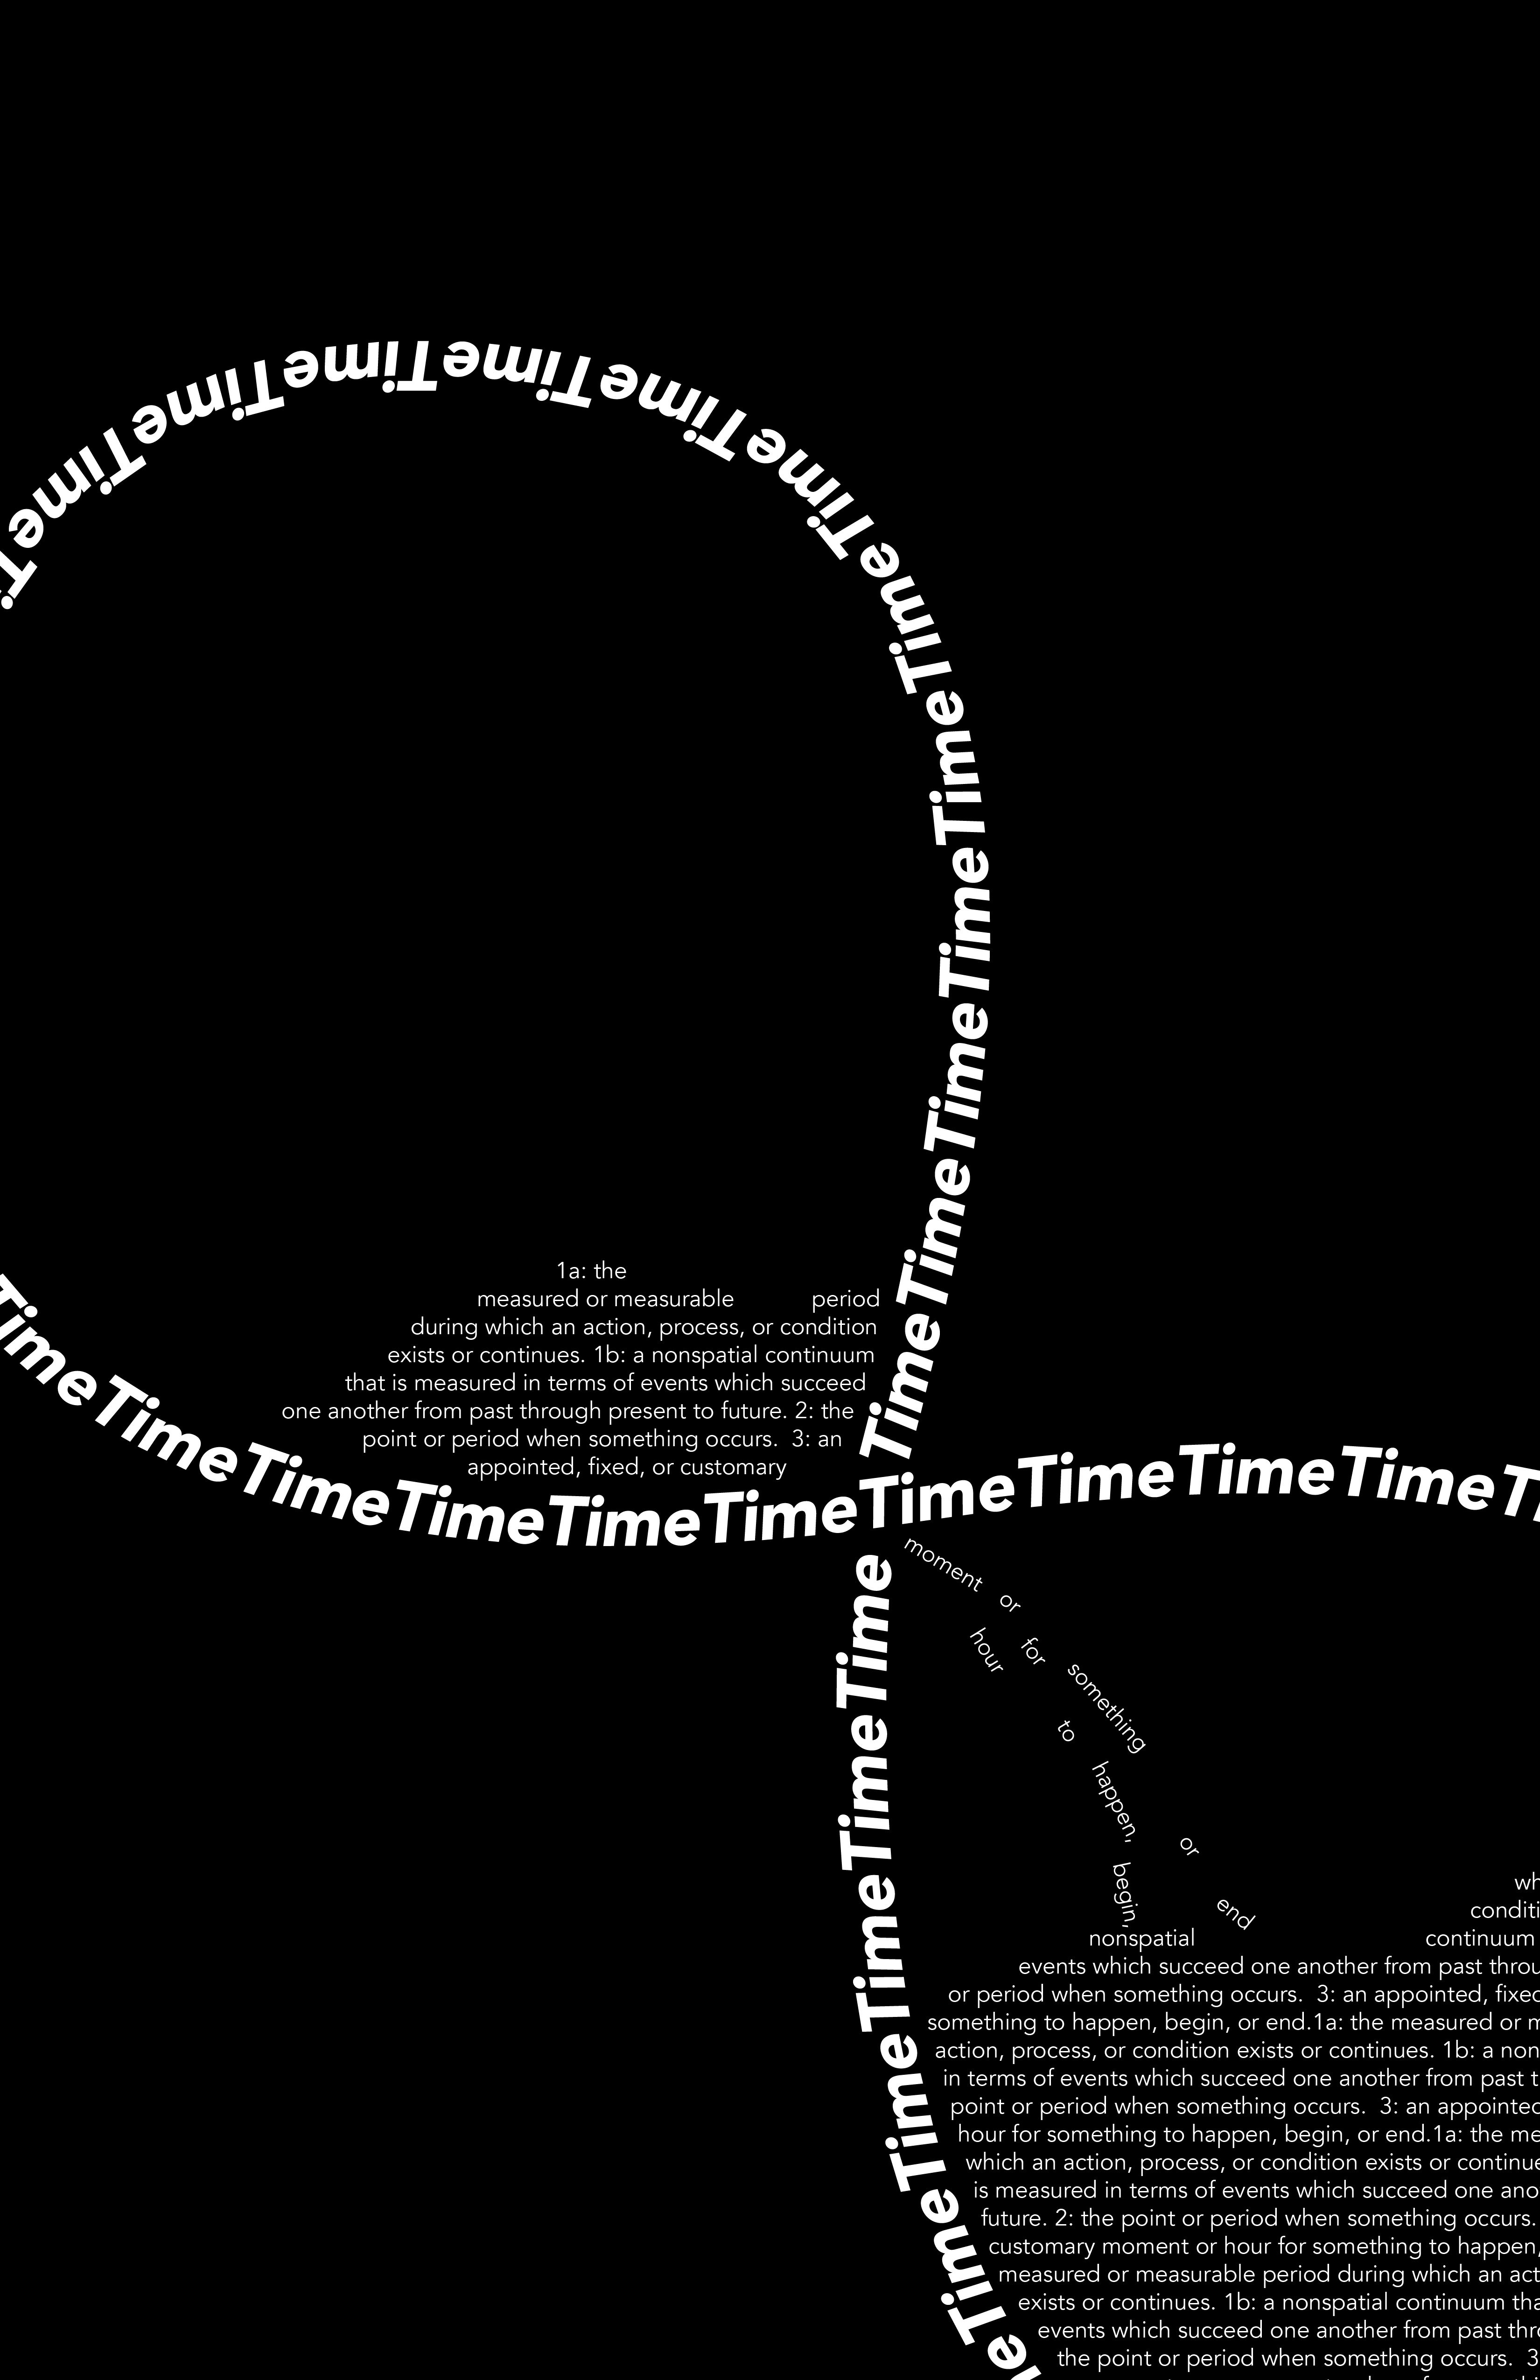 TimeTimeTimeTimeTimeTimeTimeTimeTimeTimeTimeTimeTi
1a: the
measured or measurable period
during which an action, process, or condition
exists or continues. 1b: a nonspatial continuum
that is measured in terms of events which succeed
one another from past through present to future. 2: the
point or period when something occurs. 3: an
appointed, fixed, or customary
TimeTimeTimeTimeTimeTimeTimeTimeTimeTimeT
moment or
hour for something
to happen, or
begin, end
eTimeTimeTimeTimeTime
wh
conditi
nonspatial continuum
events which succeed one another from past throu
or period when something occurs. 3: an appointed, fixed
something to happen, begin, or end.1a: the measured or m
action, process, or condition exists or continues. 1b: a non
in terms of events which succeed one another from past t
point or period when something occurs. 3: an appointed
hour for something to happen, begin, or end.1a: the me
which an action, process, or condition exists or continue
is measured in terms of events which succeed one ano
future. 2: the point or period when something occurs.
customary moment or hour for something to happen,
measured or measurable period during which an act
exists or continues. 1b: a nonspatial continuum tha
events which succeed one another from past thro
the point or period when something occurs. 3